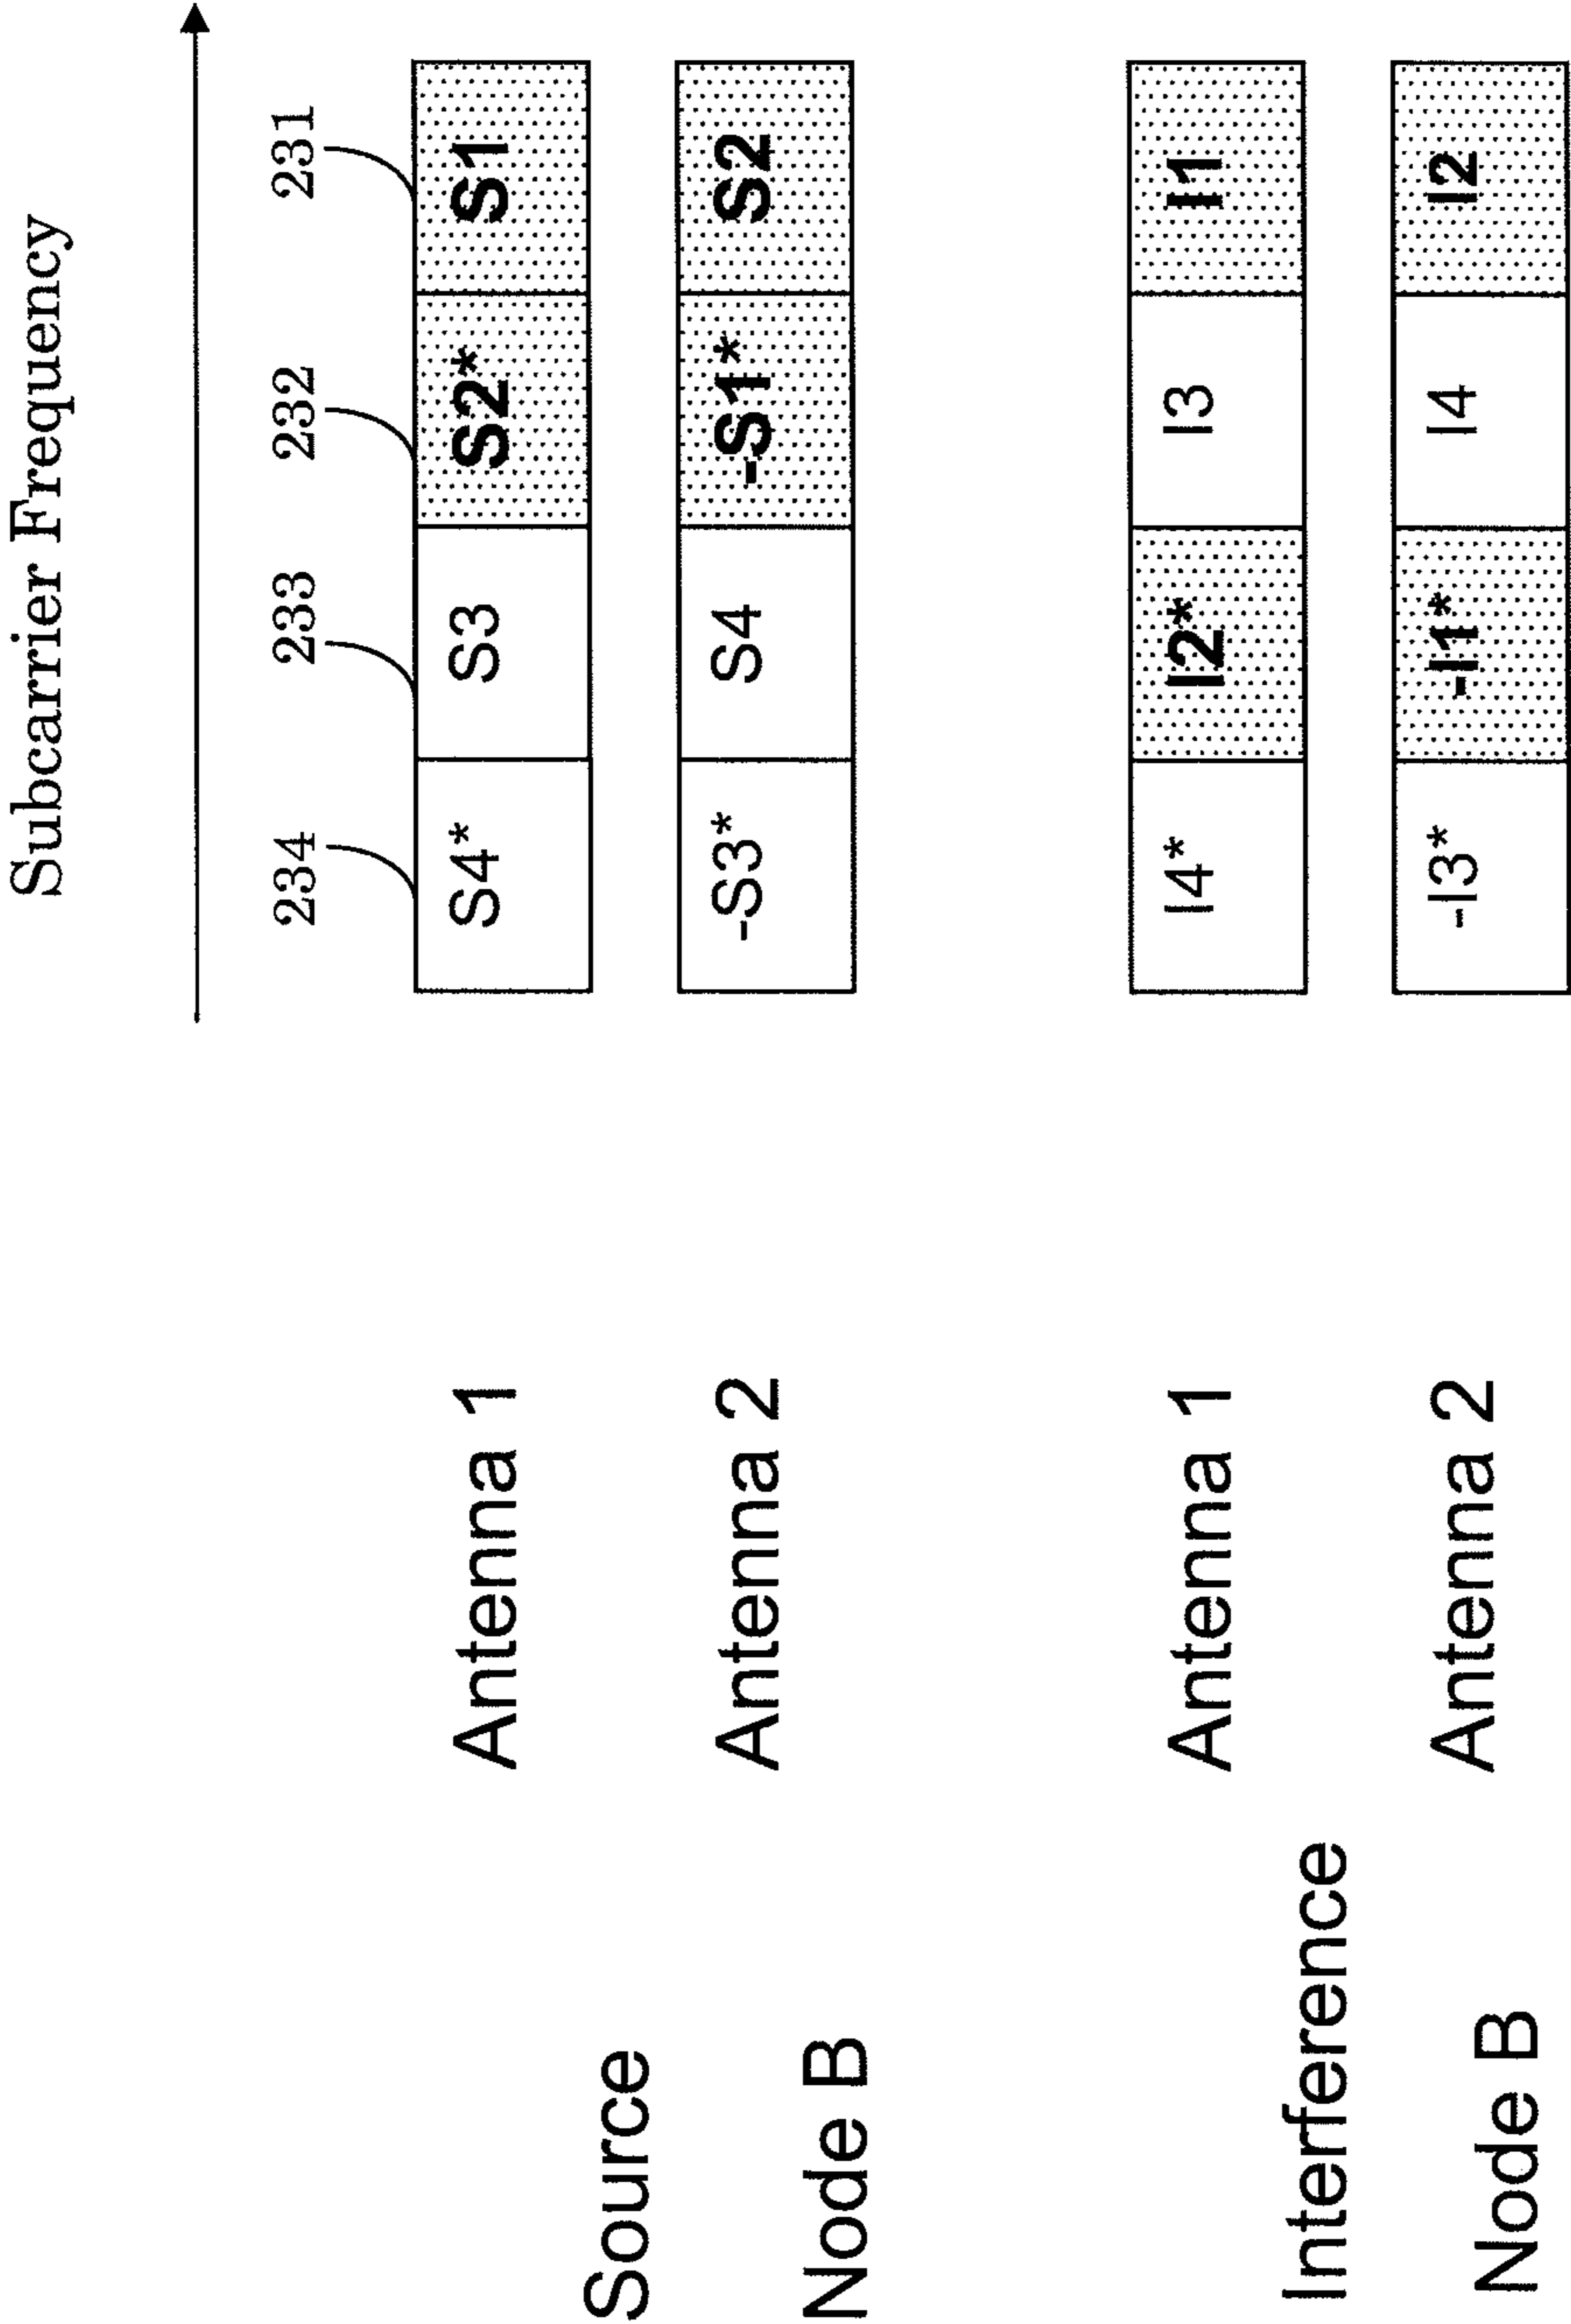 Subcarrier Frequency
234 233 232 231
Antenna 1 S4* S3 S2* S1
Source
Antenna 2 -S3* S4 -S1* S2
Node B
Antenna 1 I4* I2* I3 I1
Interference
Antenna 2 -I3* -I1* I4 I2
Node B